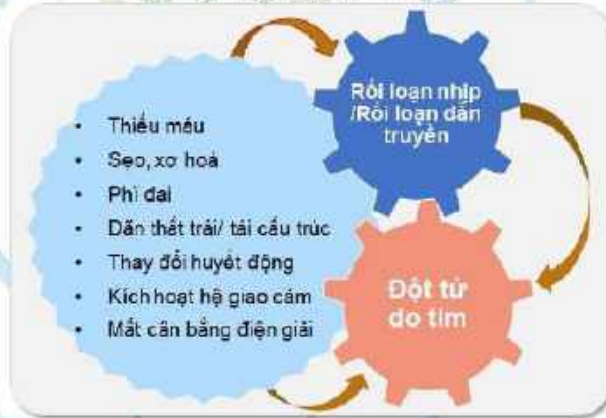 Rối loạn nhịp
/Rối loạn dẫn
truyền
• Thiếu máu
• Sẹo, xơ hoá
• Phì đại
• Dãn thất trái/ tái cấu trúc
• Thay đổi huyết động
• Kích hoạt hệ giao cảm
• Mất cân bằng điện giải
Đột tử
do tim